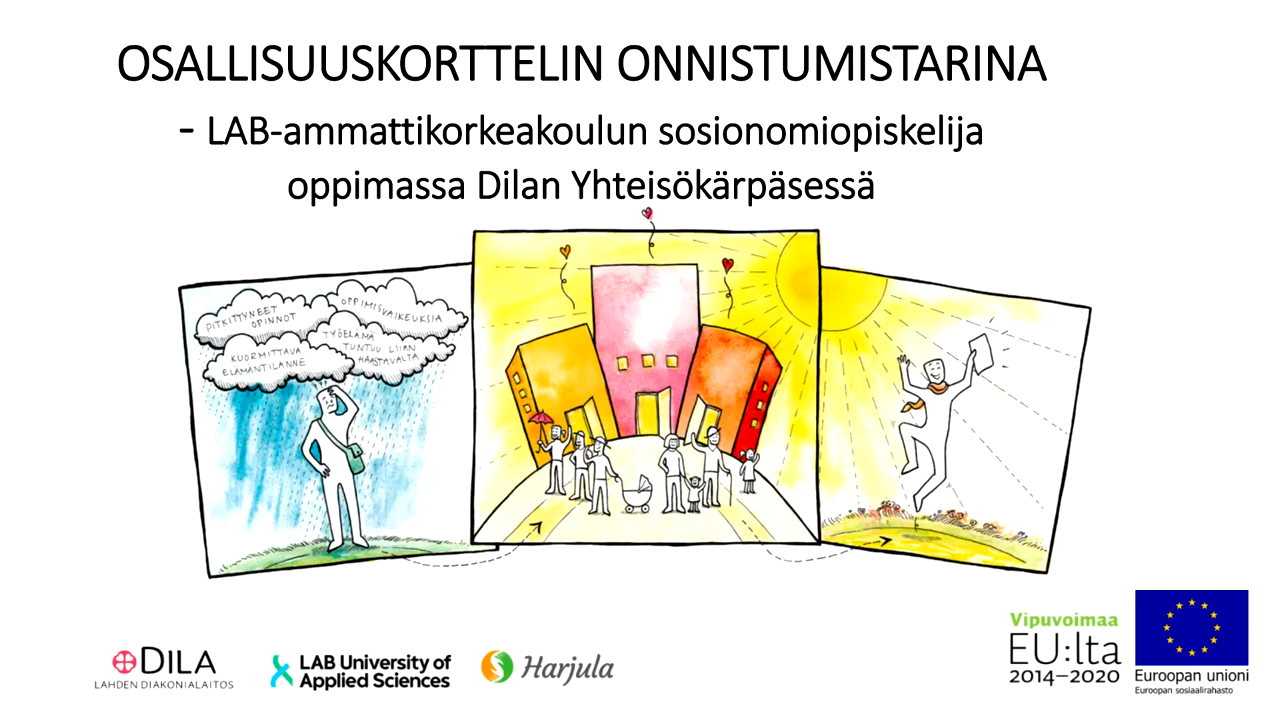 OSALLISUUSKORTTELIN ONNISTUMISTARINA
- LAB-ammattikorkeakoulun sosionomiopiskelija
oppimassa Dilan Yhteisökärpäsessä
PITKITTYNEET
OPINNOT
OPPIMISVAIKEUKSIA
TYÖELÄMÄ
TUNTUU LIIAN
HAASTAVALTA
KUORMITTAVA
ELÄMÄNTILANNE
DILA
LAHDEN DIAKONIALAITOS
LAB University of
Applied Sciences
Harjula
Vipuvoimaa
EU:lta
2014–2020
Euroopan unioni
Euroopan sosiaalirahasto